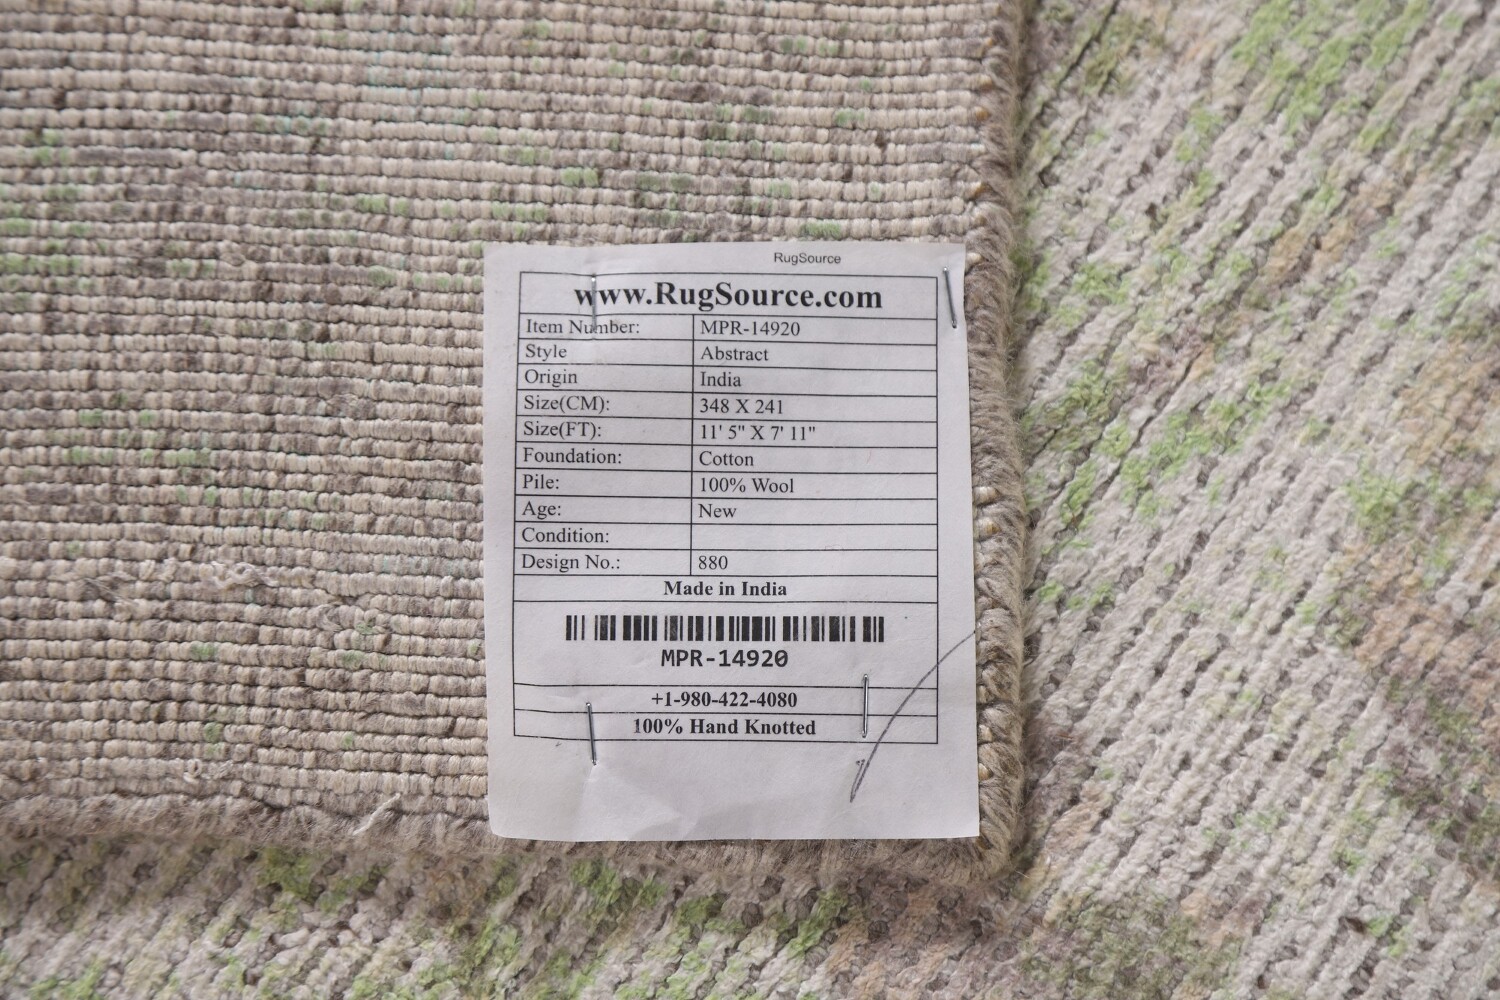 RugSource
www.RugSource.com
Item Number: MPR-14920
Style Abstract
Origin India
Size(CM): 348 X 241
Size(FT): 11' 5" X 7' 11"
Foundation: Cotton
Pile: 100% Wool
Age: New
Condition:
Design No.: 880
Made in India
MPR-14920
+1-980-422-4080
100% Hand Knotted